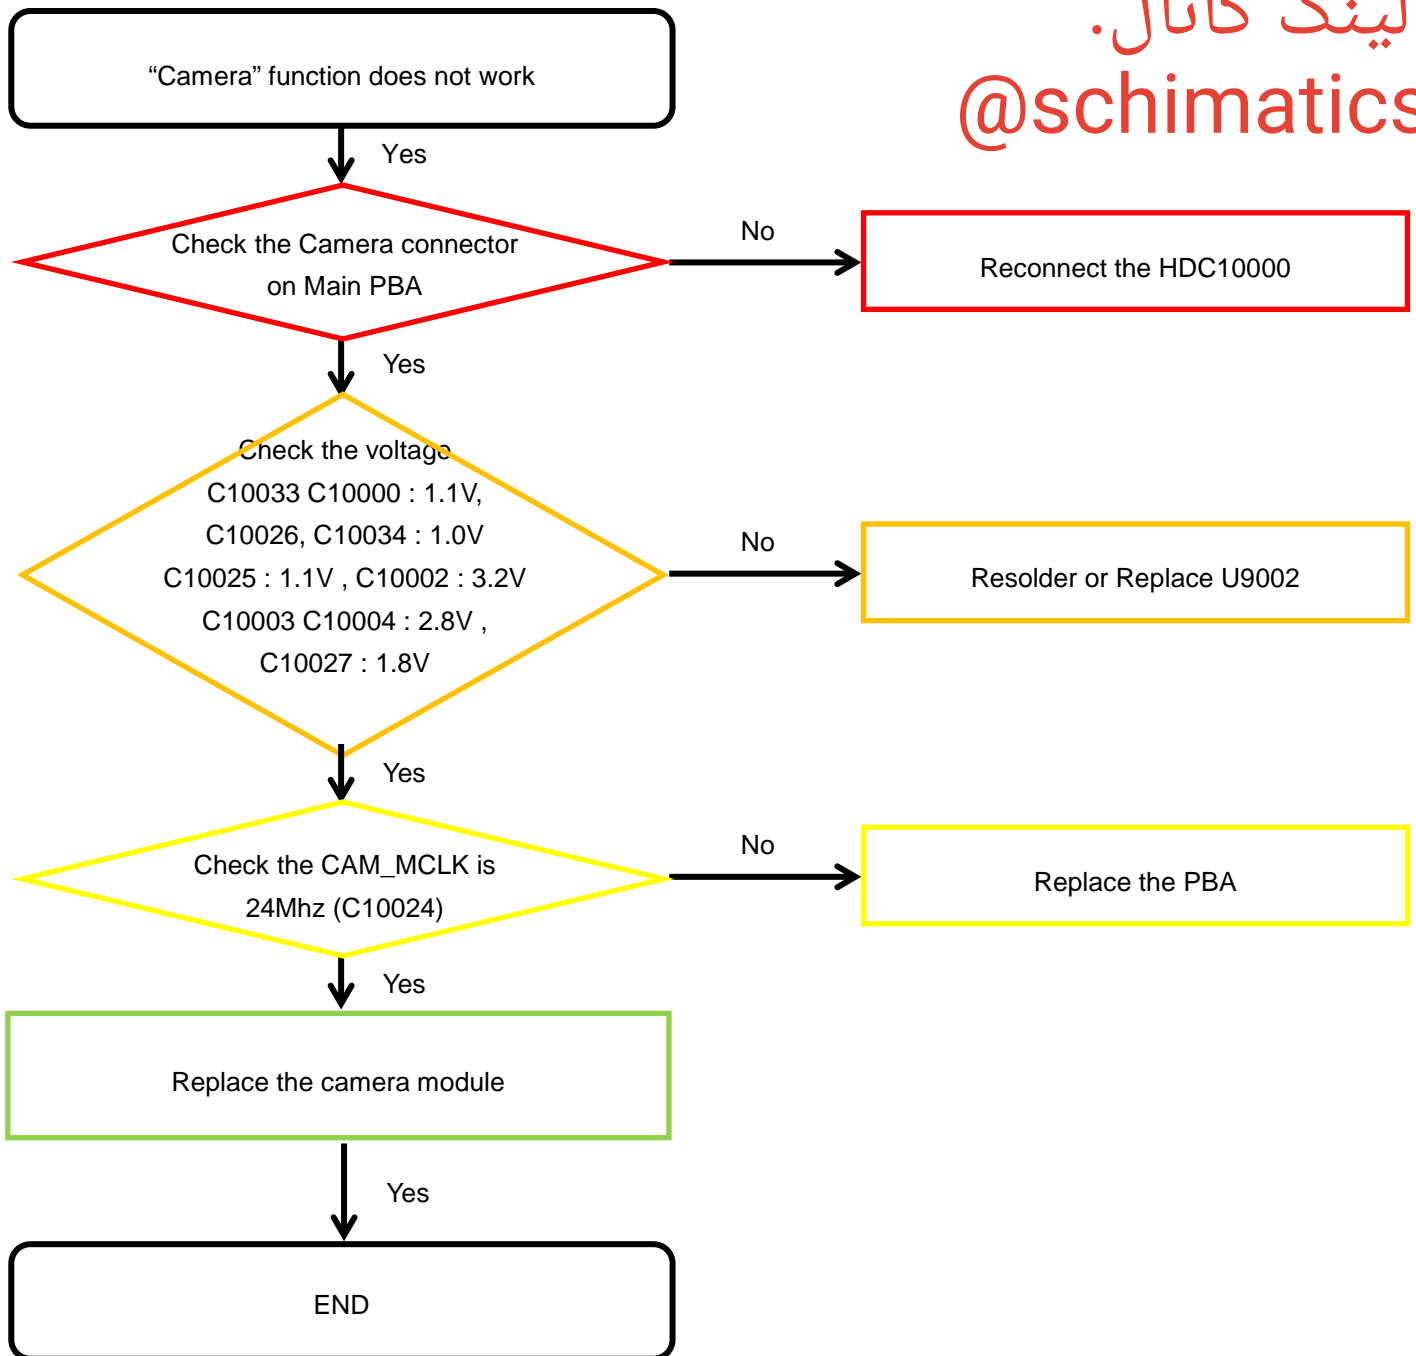 لینک کانال.
@schimatics
“Camera” function does not work
Yes
Check the Camera connector
on Main PBA
No
Reconnect the HDC10000
Yes
Check the voltage
C10033 C10000 : 1.1V,
C10026, C10034 : 1.0V
C10025 : 1.1V , C10002 : 3.2V
C10003 C10004 : 2.8V ,
C10027 : 1.8V
No
Resolder or Replace U9002
Yes
Check the CAM_MCLK is
24Mhz (C10024)
No
Replace the PBA
Yes
Replace the camera module
Yes
END